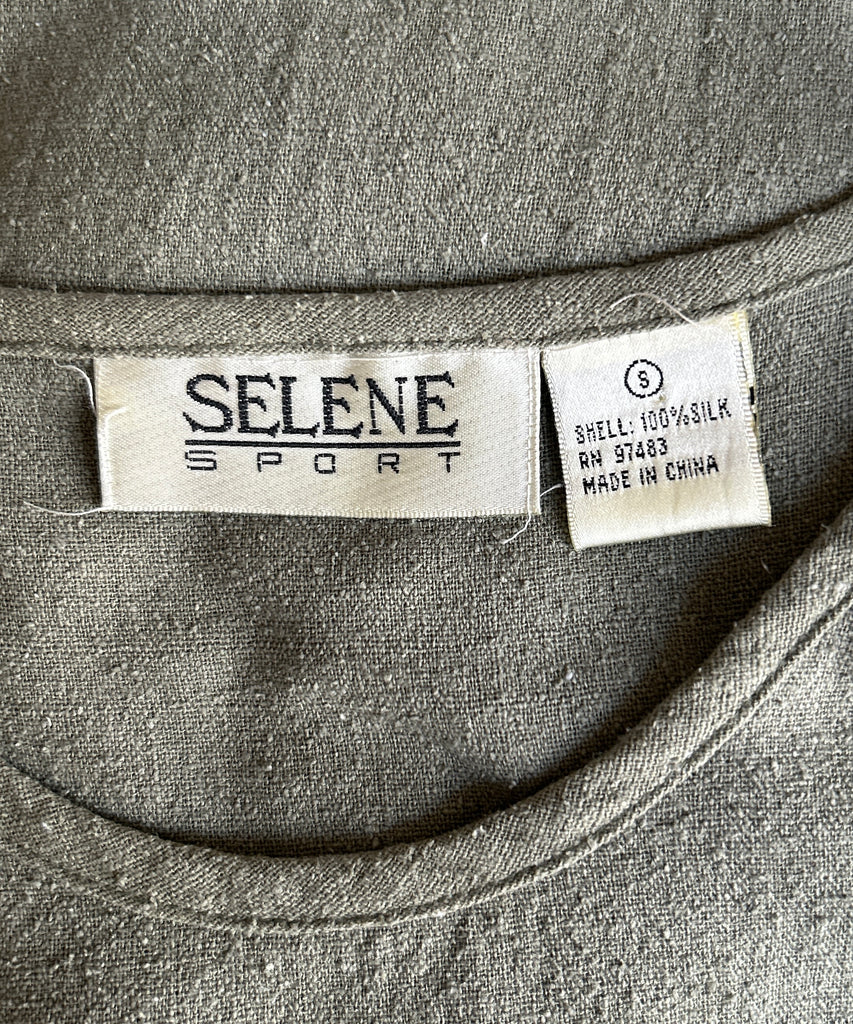 SELENE
SPORT
S
SHELL: 100%SILK
RN 97483
MADE IN CHINA